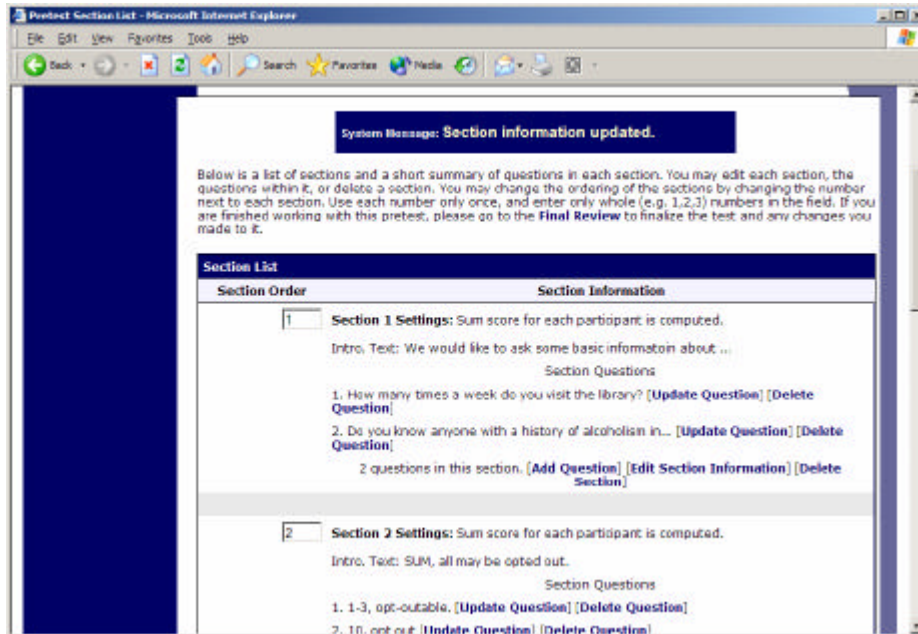 Pretest Section List - Microsoft Internet Explorer
File Edit View Favorites Tools Help
Back Search Favorites Media
System Message: Section information updated.
Below is a list of sections and a short summary of questions in each section. You may edit each section, the
questions within it, or delete a section. You may change the ordering of the sections by changing the number
next to each section. Use each number only once, and enter only whole (e.g. 1,2,3) numbers in the field. If you
are finished working with this pretest, please go to the Final Review to finalize the test and any changes you
made to it.
Section List
Section Order Section Information
1 Section 1 Settings: Sum score for each participant is computed.
Intro. Text: We would like to ask some basic informatoin about ...
Section Questions
1. How many times a week do you visit the library? [Update Question] [Delete
Question]
2. Do you know anyone with a history of alcoholism in... [Update Question] [Delete
Question]
2 questions in this section. [Add Question] [Edit Section Information] [Delete
Section]
2 Section 2 Settings: Sum score for each participant is computed.
Intro. Text: SUM, all may be opted out.
Section Questions
1. 1-3, opt-outable. [Update Question] [Delete Question]
2. 10, opt out [Update Question] [Delete Question]